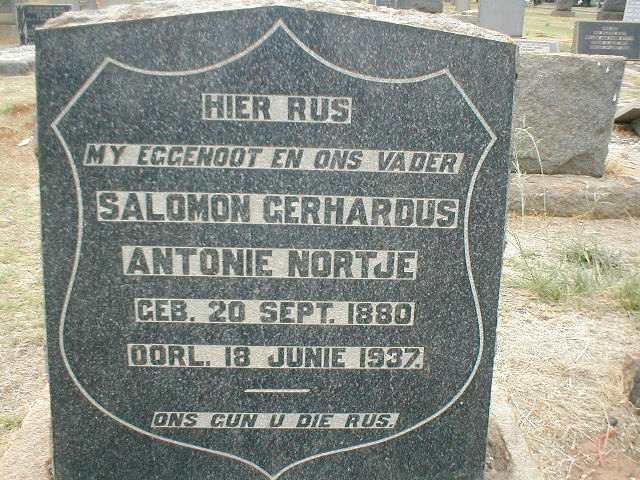 HIER RUS
MY EGGENOOT EN ONS VADER
SALOMON GERHARDUS
ANTONIE NORTJE
GEB. 20 SEPT. 1880
OORL. 18 JUNIE 1937.
ONS GUN U DIE RUS.